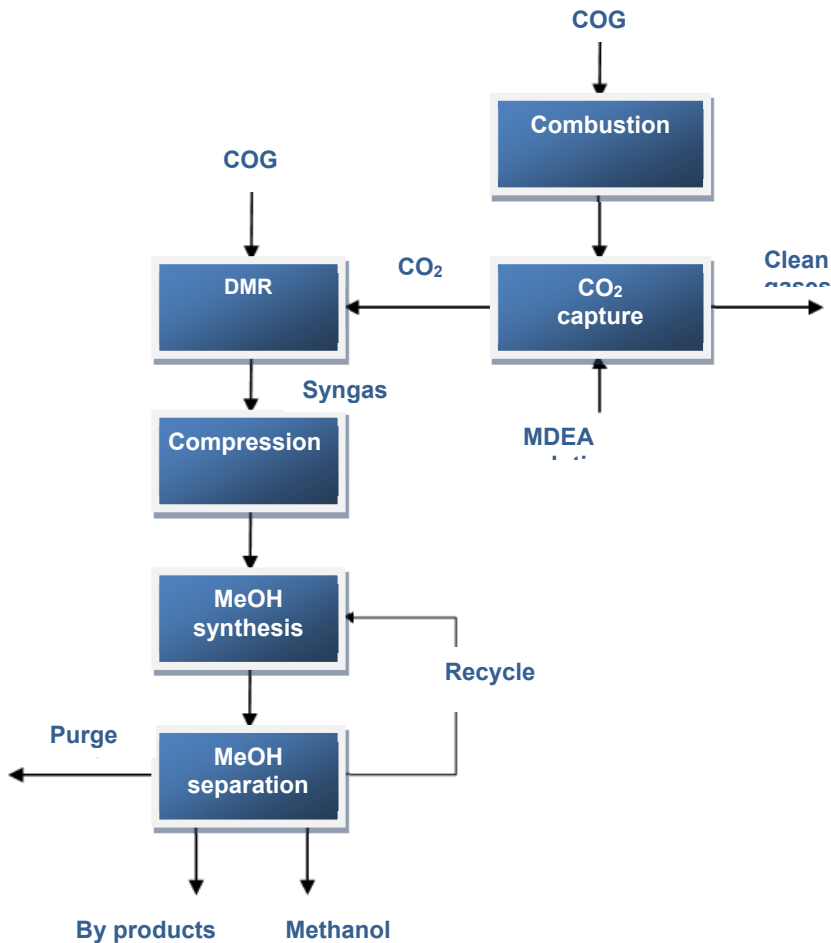 COG
Combustion
COG
DMR
CO₂
CO₂
capture
Clean
gases
Syngas
Compression
MDEA
MeOH
synthesis
Recycle
Purge
MeOH
separation
By products
Methanol